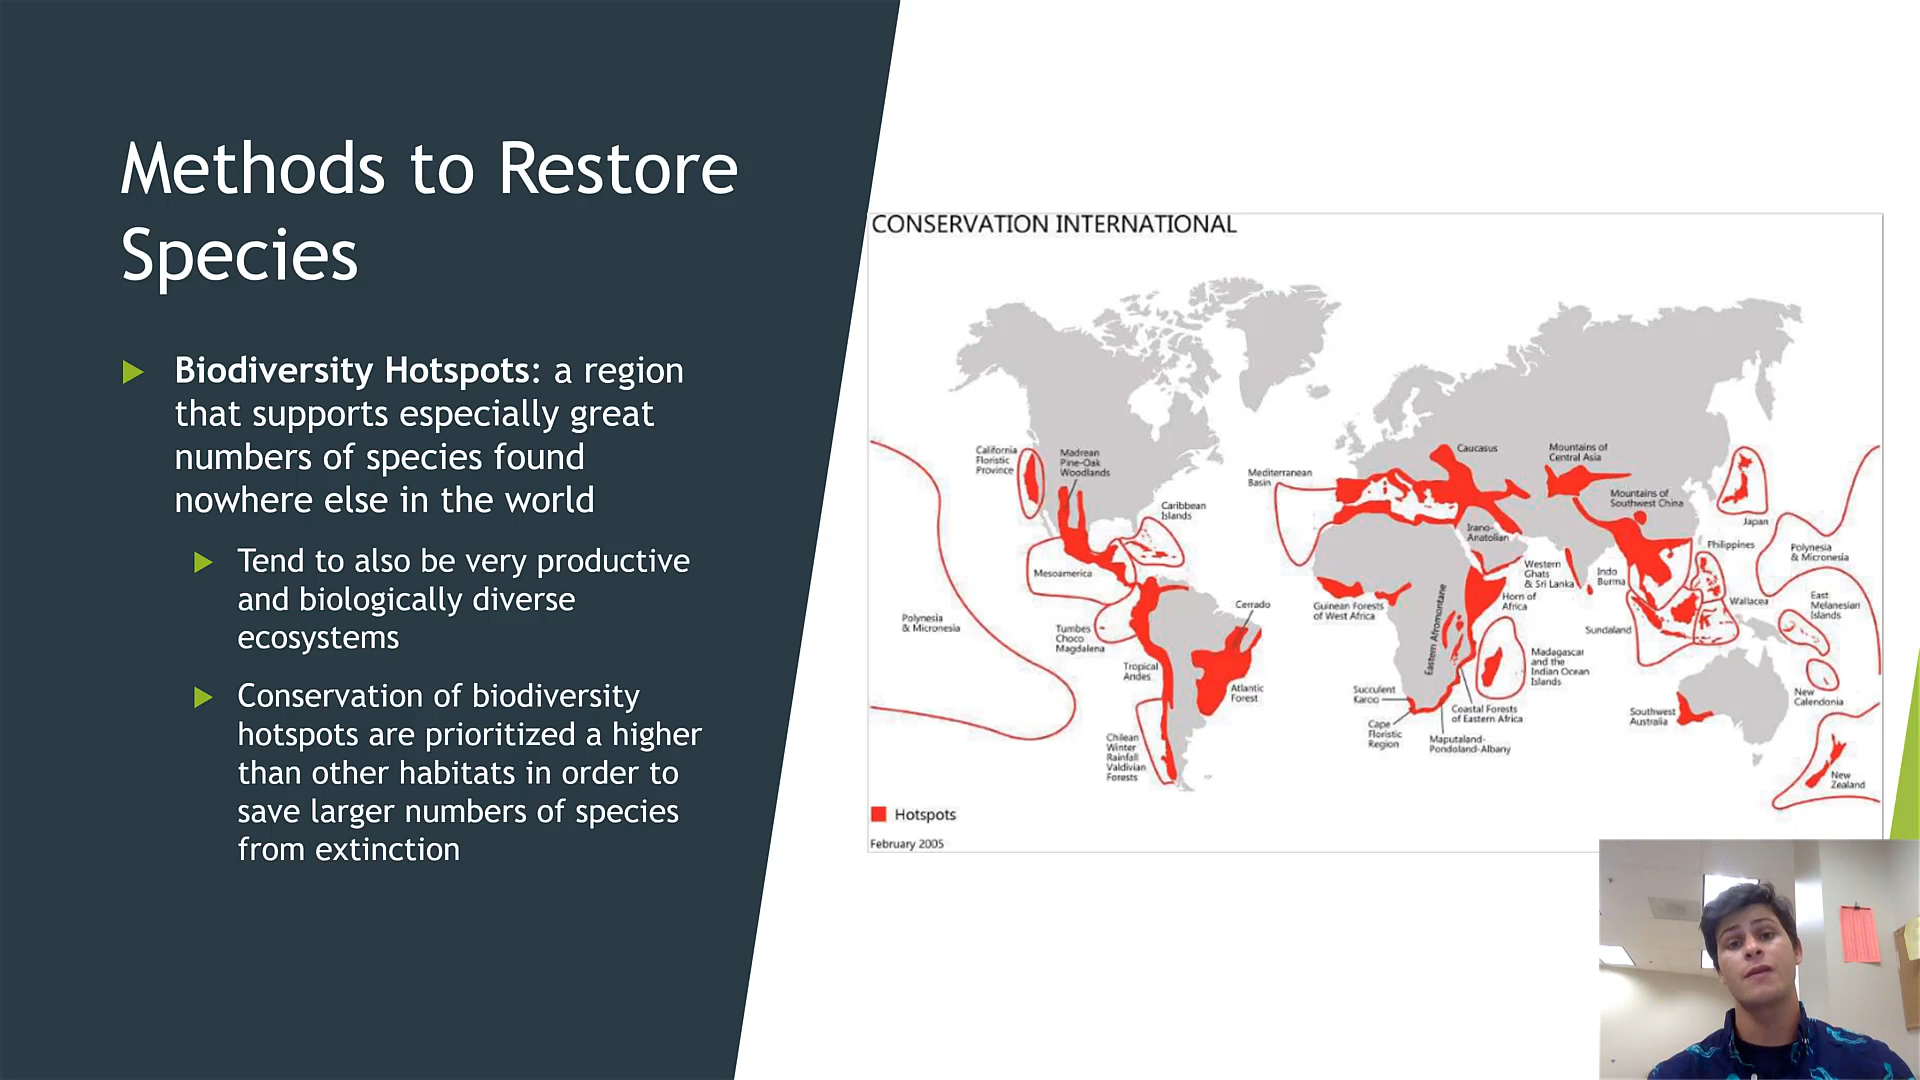 Methods to Restore
Species
Biodiversity Hotspots: a region
that supports especially great
numbers of species found
nowhere else in the world
Tend to also be very productive
and biologically diverse
ecosystems
Conservation of biodiversity
hotspots are prioritized a higher
than other habitats in order to
save larger numbers of species
from extinction
CONSERVATION INTERNATIONAL
California
Floristic
Province
Madrean
Pine-Oak
Woodlands
Caribbean
Islands
Mesoamerica
Polynesia
& Micronesia
Tumbes
Choco
Magdalena
Tropical
Andes
Cerrado
Atlantic
Forest
Chilean
Winter
Rainfall
Valdivian
Forests
Mediterranean
Basin
Caucasus
Mountains of
Central Asia
Mountains of
Southwest China
Irano-
Anatolian
Western
Ghats
& Sri Lanka
Indo
Burma
Horn of
Africa
Guinean Forests
of West Africa
Eastern Afromontane
Madagascar
and the
Indian Ocean
Islands
Succulent
Karoo
Cape
Floristic
Region
Coastal Forests
of Eastern Africa
Maputaland-
Pondoland-Albany
Japan
Philippines
Polynesia
& Micronesia
Wallacea
East
Melanesian
Islands
Sundaland
Southwest
Australia
New
Calendonia
New
Zealand
Hotspots
February 2005